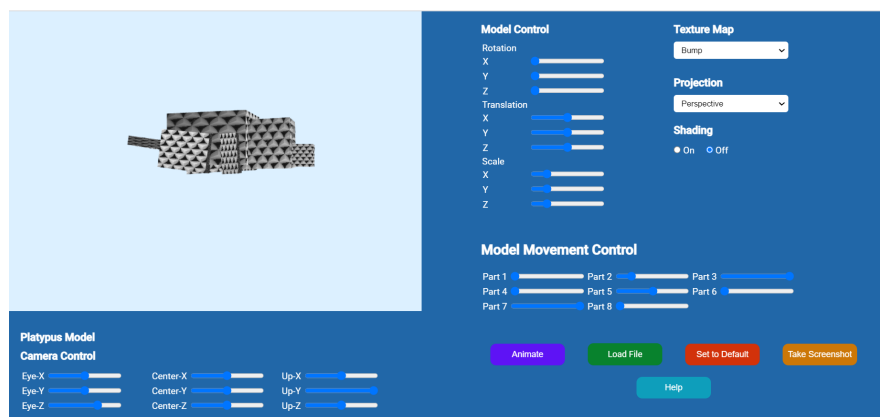 Model Control
Rotation
X
Y
Z
Translation
X
Y
Z
Scale
X
Y
Z
Texture Map
Bump
Projection
Perspective
Shading
On Off
Model Movement Control
Part 1 Part 2 Part 3
Part 4 Part 5 Part 6
Part 7 Part 8
Animate Load File Set to Default Take Screenshot
Help
Platypus Model
Camera Control
Eye-X Center-X Up-X
Eye-Y Center-Y Up-Y
Eye-Z Center-Z Up-Z